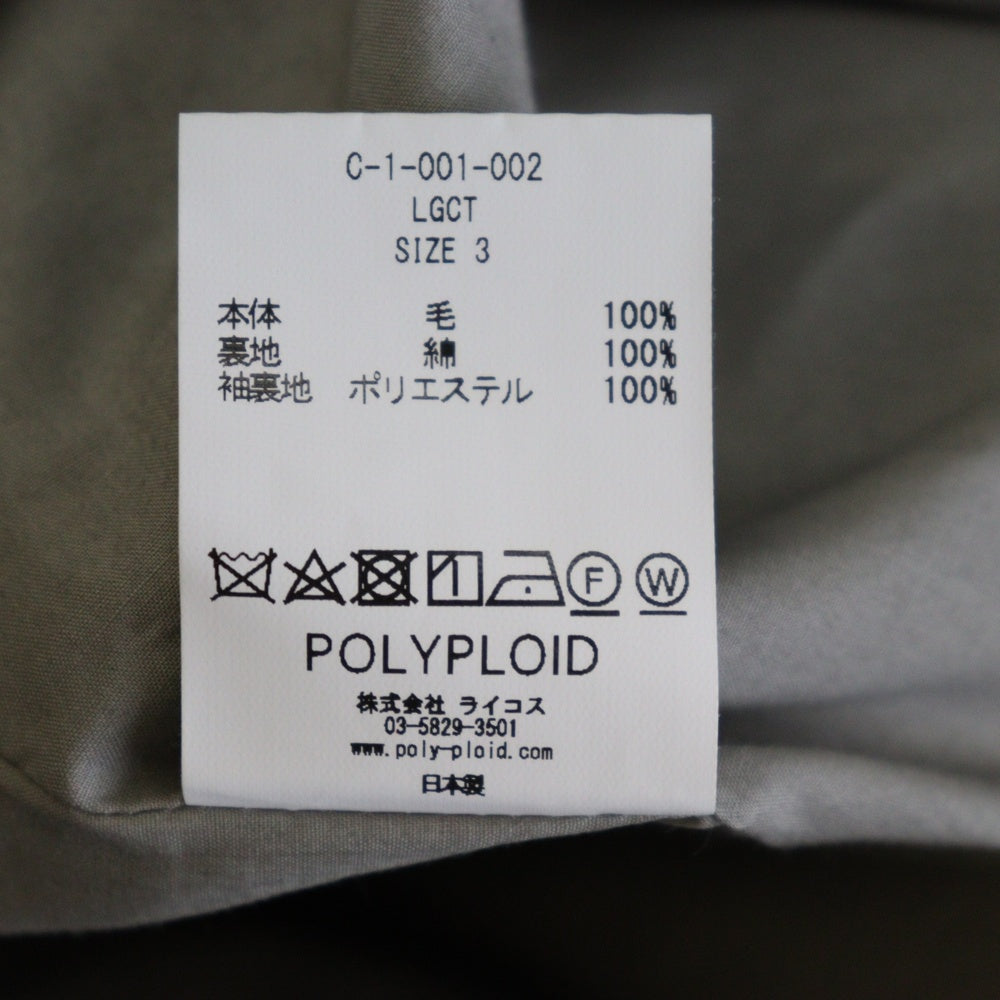 C-1-001-002
LGCT
SIZE 3
本体 毛 100%
裏地 綿 100%
袖裏地 ポリエステル 100%
F W
POLYPLOID
株式会社 ライコス
03-5829-3501
www.poly-ploid.com
日本製